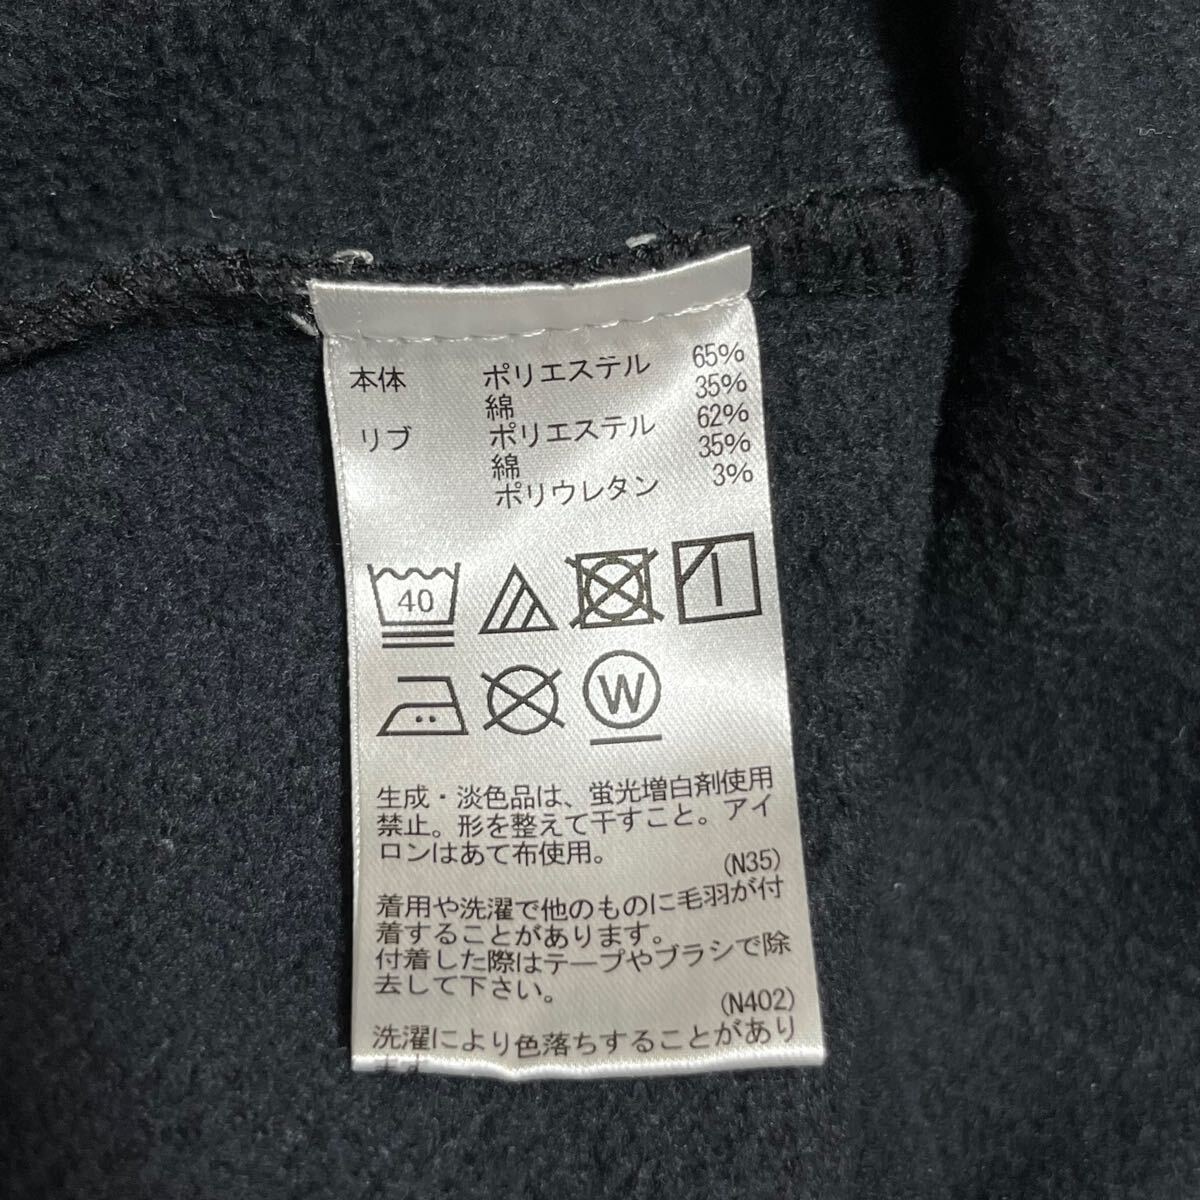 本体 ポリエステル 65%
綿 35%
リブ ポリエステル 62%
綿 35%
ポリウレタン 3%
40
W
生成・淡色品は、蛍光増白剤使用
禁止。形を整えて干すこと。アイ
ロンはあて布使用。
(N35)
着用や洗濯で他のものに毛羽が付
着することがあります。
付着した際はテープやブラシで除
去して下さい。
(N402)
洗濯により色落ちすることがあり